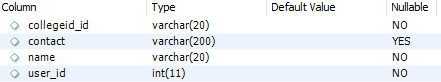 Column Type Default Value Nullable
collegeid_id varchar(20) NO
contact varchar(200) YES
name varchar(20) NO
user_id int(11) NO